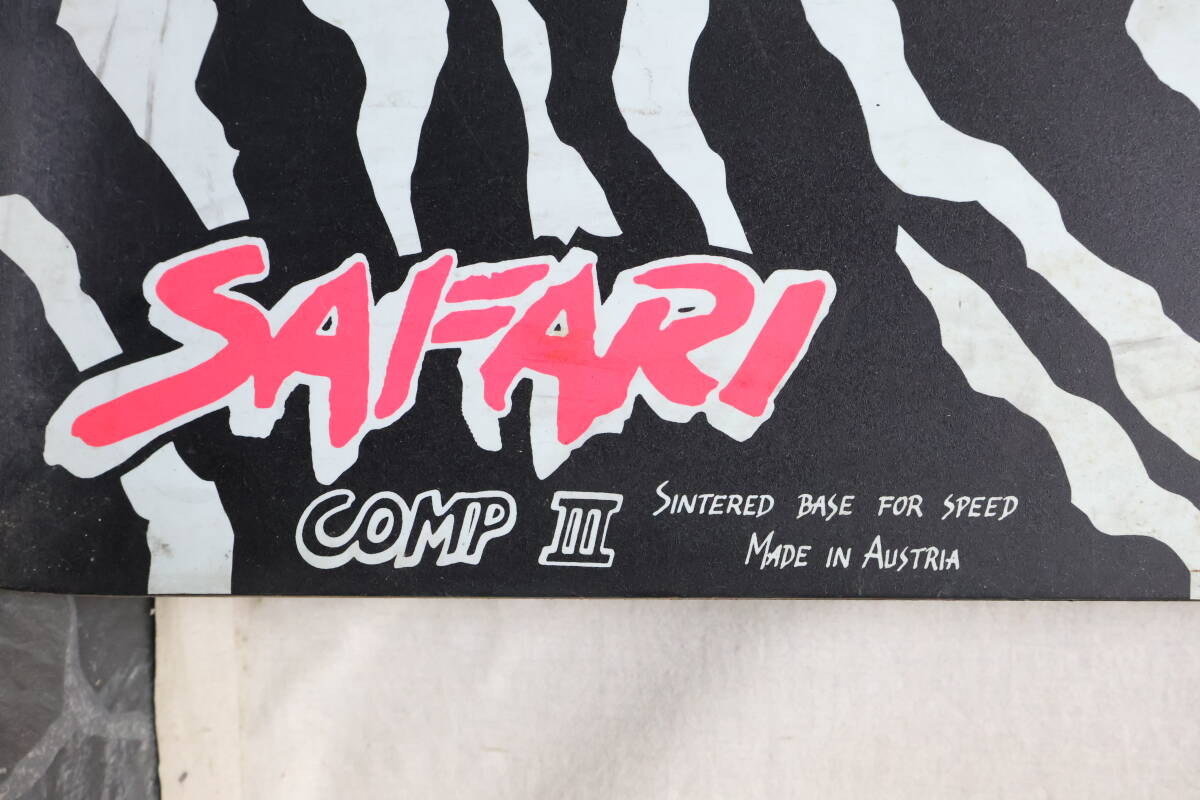 SAFARI
COMP III
SINTERED BASE FOR SPEED
MADE IN AUSTRIA